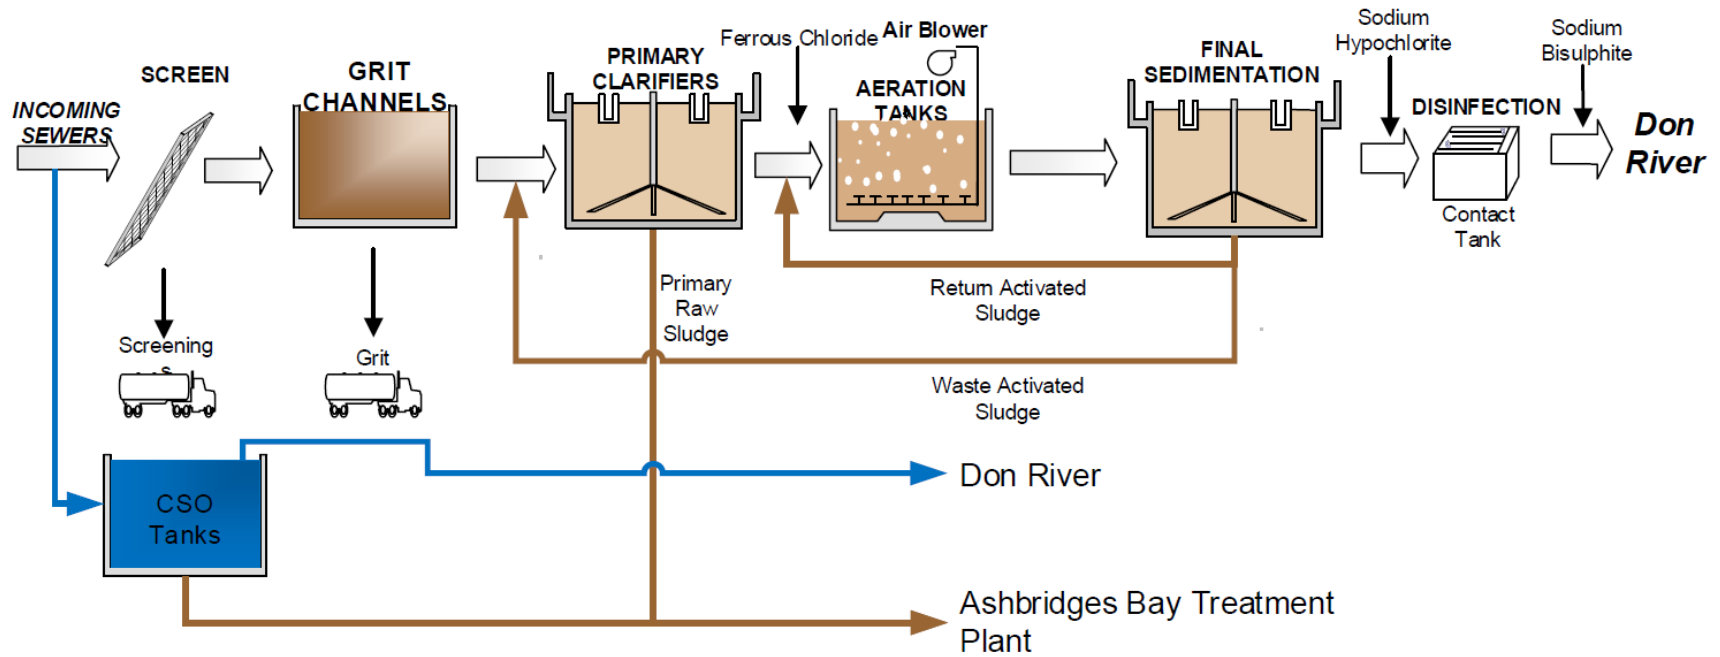 INCOMING
SEWERS
SCREEN
GRIT
CHANNELS
PRIMARY
CLARIFIERS
Ferrous Chloride
Air Blower
AERATION
TANKS
FINAL
SEDIMENTATION
Sodium
Hypochlorite
Sodium
Bisulphite
DISINFECTION
Don
River
Contact
Tank
Primary
Raw
Sludge
Return Activated
Sludge
Screening
s
Grit
Waste Activated
Sludge
CSO
Tanks
Don River
Ashbridges Bay Treatment
Plant